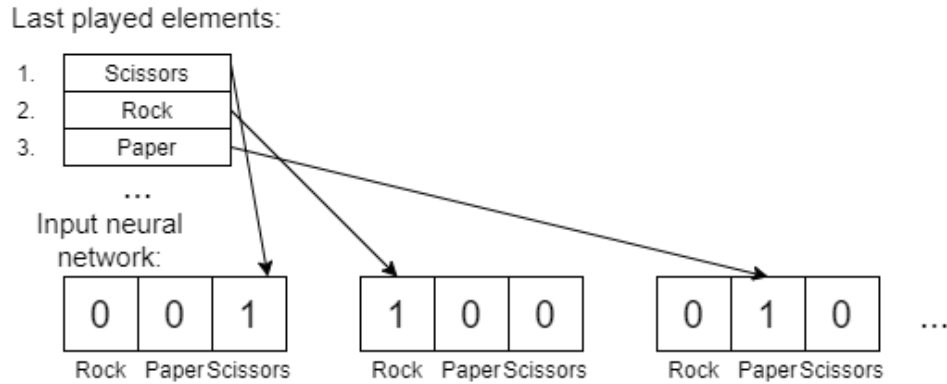 Last played elements:
1. Scissors
2. Rock
3. Paper
...
Input neural
network:
0 0 1 1 0 0 0 1 0 ...
Rock Paper Scissors Rock Paper Scissors Rock Paper Scissors